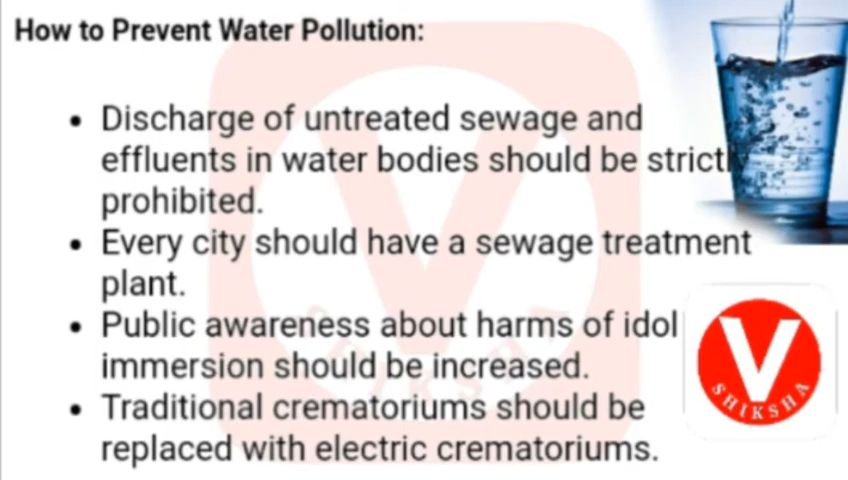 How to Prevent Water Pollution:
• Discharge of untreated sewage and
effluents in water bodies should be strictly
prohibited.
• Every city should have a sewage treatment
plant.
• Public awareness about harms of idol
immersion should be increased.
• Traditional crematoriums should be
replaced with electric crematoriums.
V
SHIKSHA
V
SHIKSHA